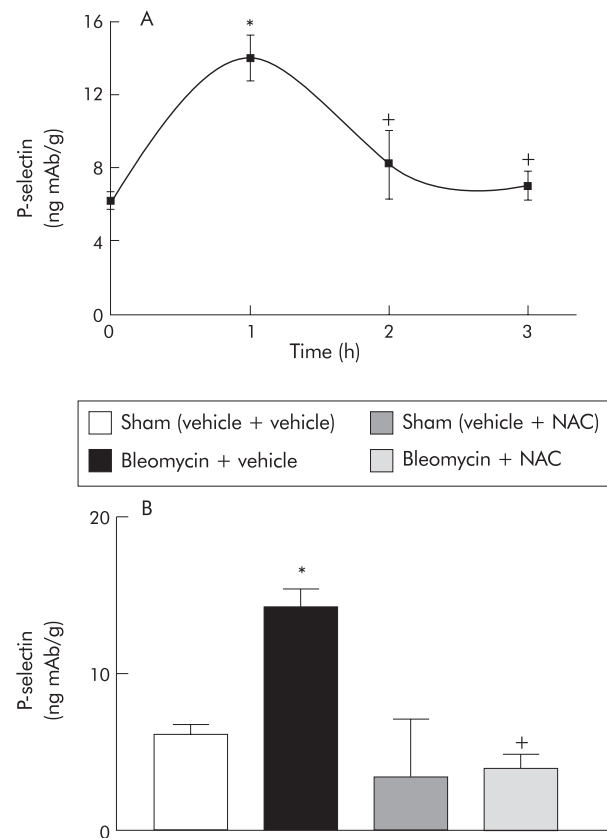 A
16
12
8
4
0
P-selectin
(ng mAb/g)
*
+
+
0 1 2 3
Time (h)
Sham (vehicle + vehicle) Sham (vehicle + NAC)
Bleomycin + vehicle Bleomycin + NAC
B
20
10
0
P-selectin
(ng mAb/g)
*
+